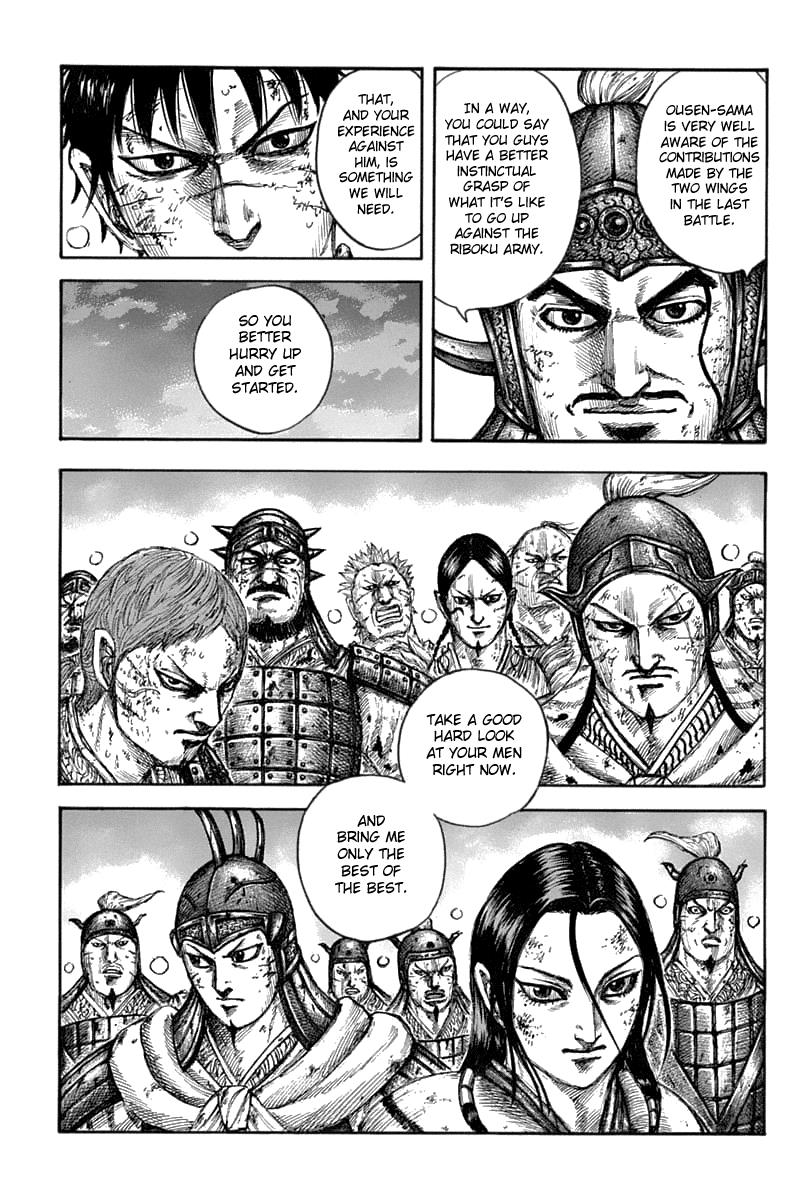 OUSEN-SAMA
IS VERY WELL
AWARE OF THE
CONTRIBUTIONS
MADE BY THE
TWO WINGS
IN THE LAST
BATTLE.
IN A WAY,
YOU COULD SAY
THAT YOU GUYS
HAVE A BETTER
INSTINCTUAL
GRASP OF
WHAT IT'S LIKE
TO GO UP
AGAINST THE
RIBOKU ARMY.
THAT,
AND YOUR
EXPERIENCE
AGAINST
HIM, IS
SOMETHING
WE WILL
NEED.
SO YOU
BETTER
HURRY UP
AND GET
STARTED.
TAKE A GOOD
HARD LOOK
AT YOUR MEN
RIGHT NOW.
AND
BRING ME
ONLY THE
BEST OF
THE BEST.